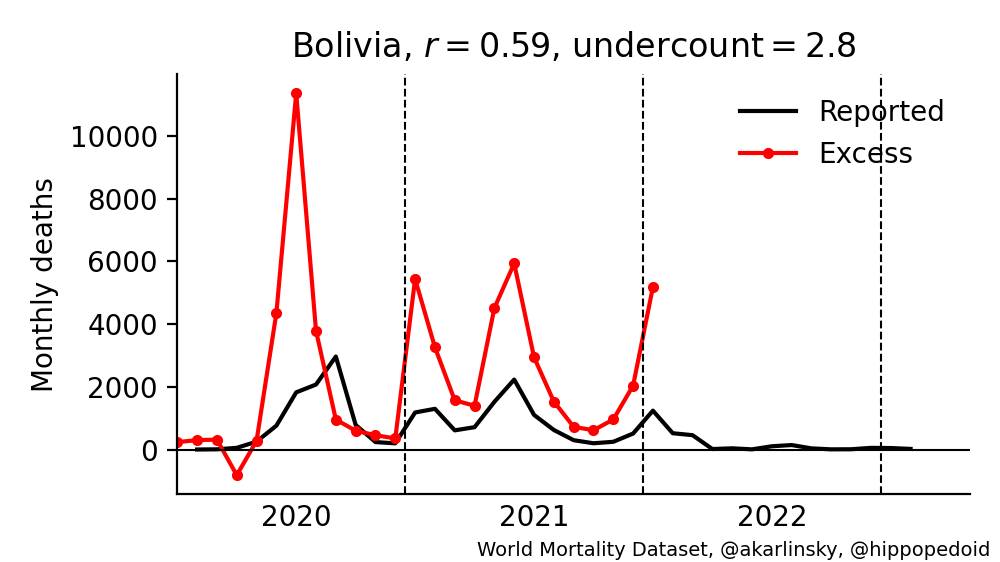 Bolivia, r = 0.59, undercount = 2.8
Monthly deaths
10000
8000
6000
4000
2000
0
Reported
Excess
2020 2021 2022
World Mortality Dataset, @akarlinsky, @hippopedoid